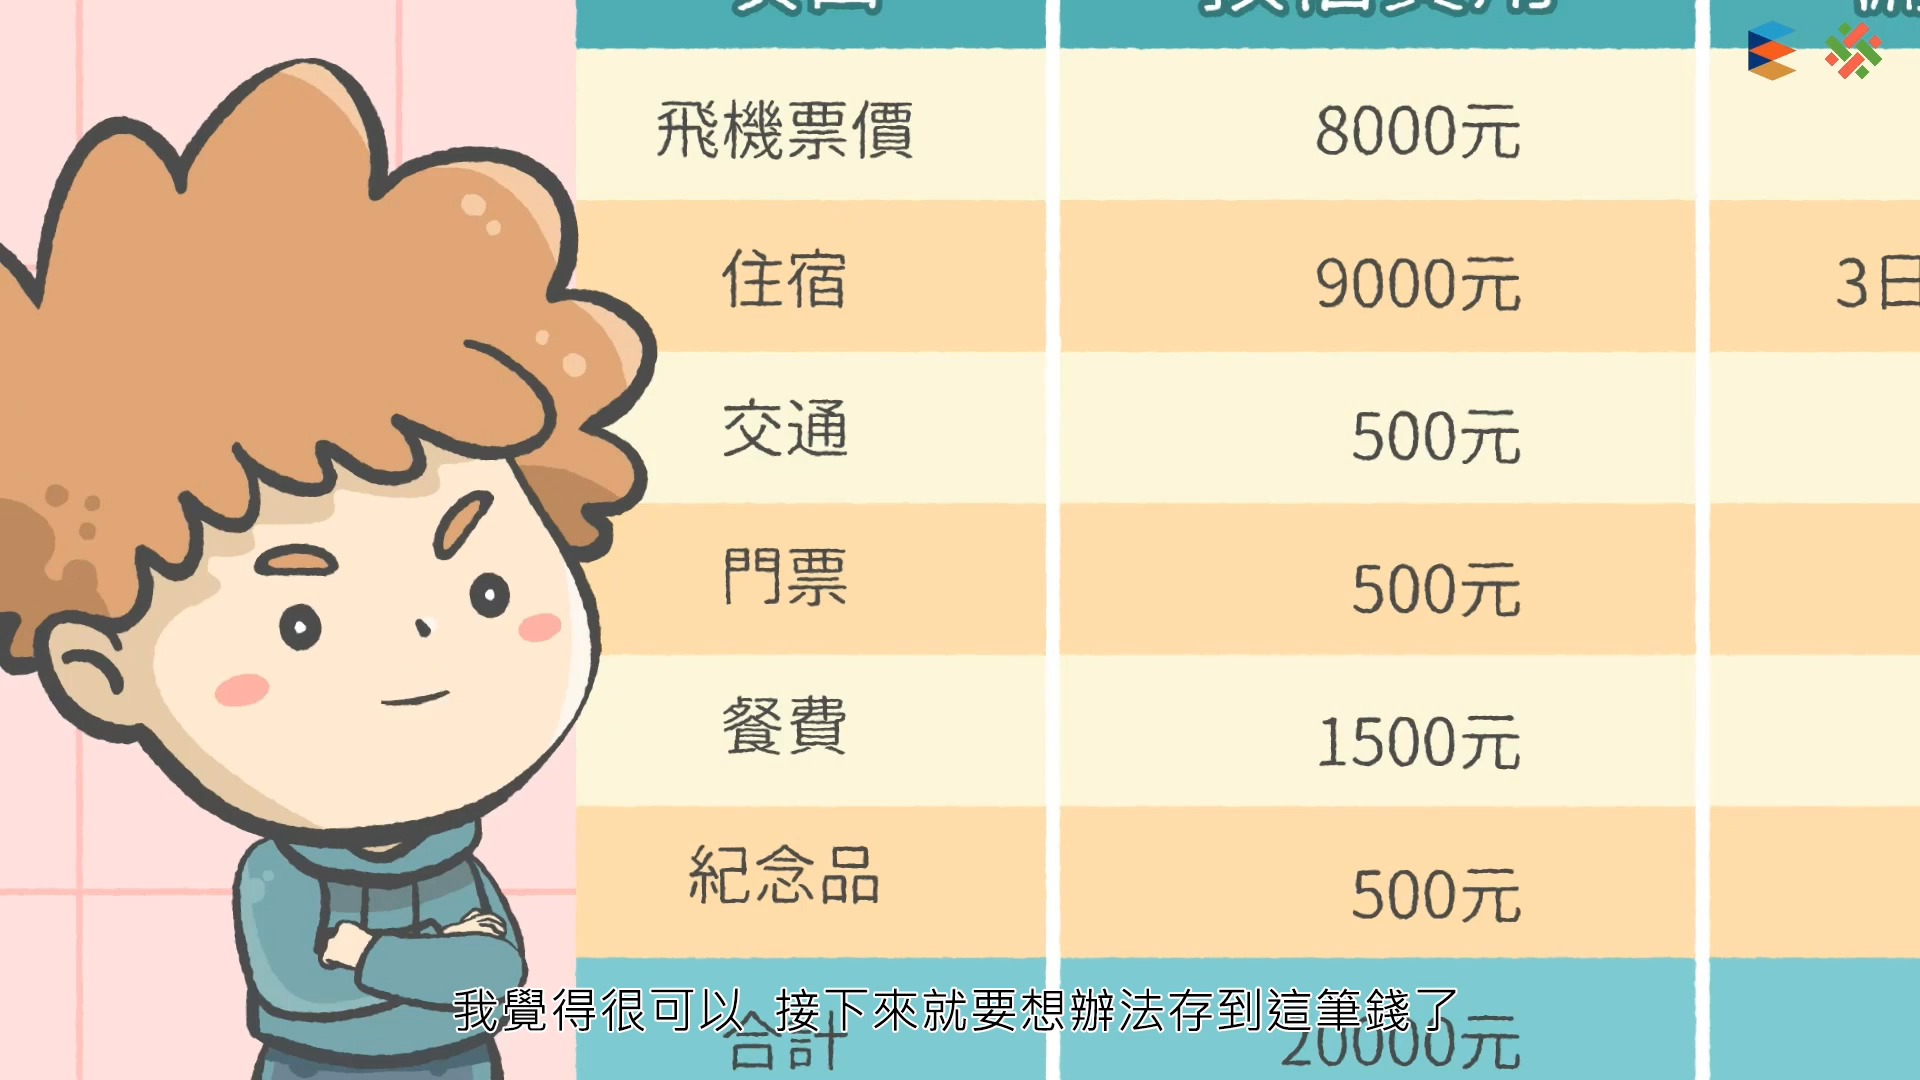 飛機票價 8000元
住宿 9000元 3日
交通 500元
門票 500元
餐費 1500元
紀念品 500元
合計 20000元
我覺得很可以 接下來就要想辦法存到這筆錢了